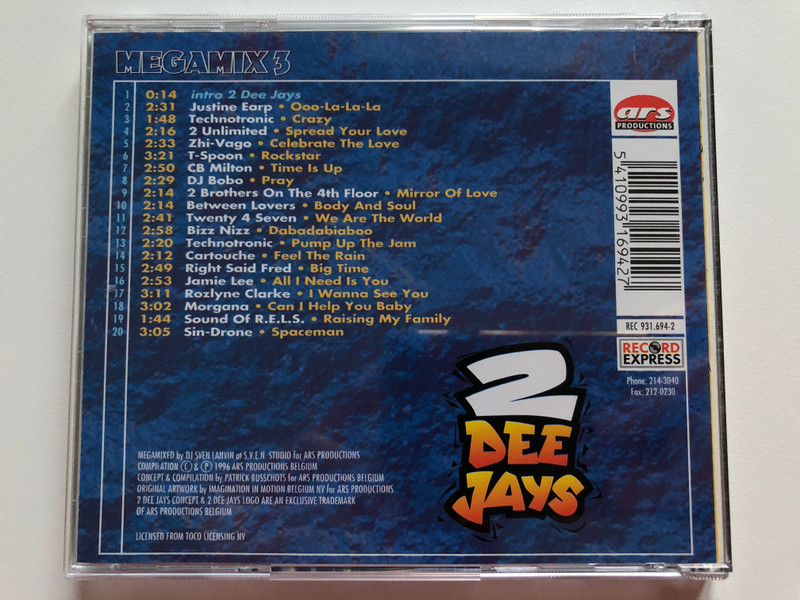 MEGAMIX 3
1 0:14 intro 2 Dee Jays
2 2:31 Justine Earp • Ooo-La-La-La
3 1:48 Technotronic • Crazy
4 2:16 2 Unlimited • Spread Your Love
5 2:33 Zhi-Vago • Celebrate The Love
6 3:21 T-Spoon • Rockstar
7 2:50 CB Milton • Time Is Up
8 2:29 DJ Bobo • Pray
9 2:14 2 Brothers On The 4th Floor • Mirror Of Love
10 2:14 Between Lovers • Body And Soul
11 2:41 Twenty 4 Seven • We Are The World
12 2:58 Bizz Nizz • Dabadabiaboo
13 2:20 Technotronic • Pump Up The Jam
14 2:12 Cartouche • Feel The Rain
15 2:49 Right Said Fred • Big Time
16 2:53 Jamie Lee • All I Need Is You
17 3:11 Rozlyne Clarke • I Wanna See You
18 3:02 Morgana • Can I Help You Baby
19 1:44 Sound Of R.E.L.S. • Raising My Family
20 3:05 Sin-Drone • Spaceman
ars
PRODUCTIONS
5 410993 169427
REC 931.694-2
RECORD
EXPRESS
Phone: 214-3040
Fax: 212-0230
2
DEE
JAYS
MEGAMIXED by DJ SVEN LANVIN at S.V.E.N. STUDIO for ARS PRODUCTIONS
COMPILATION © & ℗ 1996 ARS PRODUCTIONS BELGIUM
CONCEPT & COMPILATION by PATRICK BUSSCHOTS for ARS PRODUCTIONS BELGIUM
ORIGINAL ARTWORK by IMAGINATION IN MOTION BELGIUM NV for ARS PRODUCTIONS
2 DEE JAYS CONCEPT & 2 DEE JAYS LOGO ARE AN EXCLUSIVE TRADEMARK
OF ARS PRODUCTIONS BELGIUM
LICENSED FROM TOCO LICENSING NV